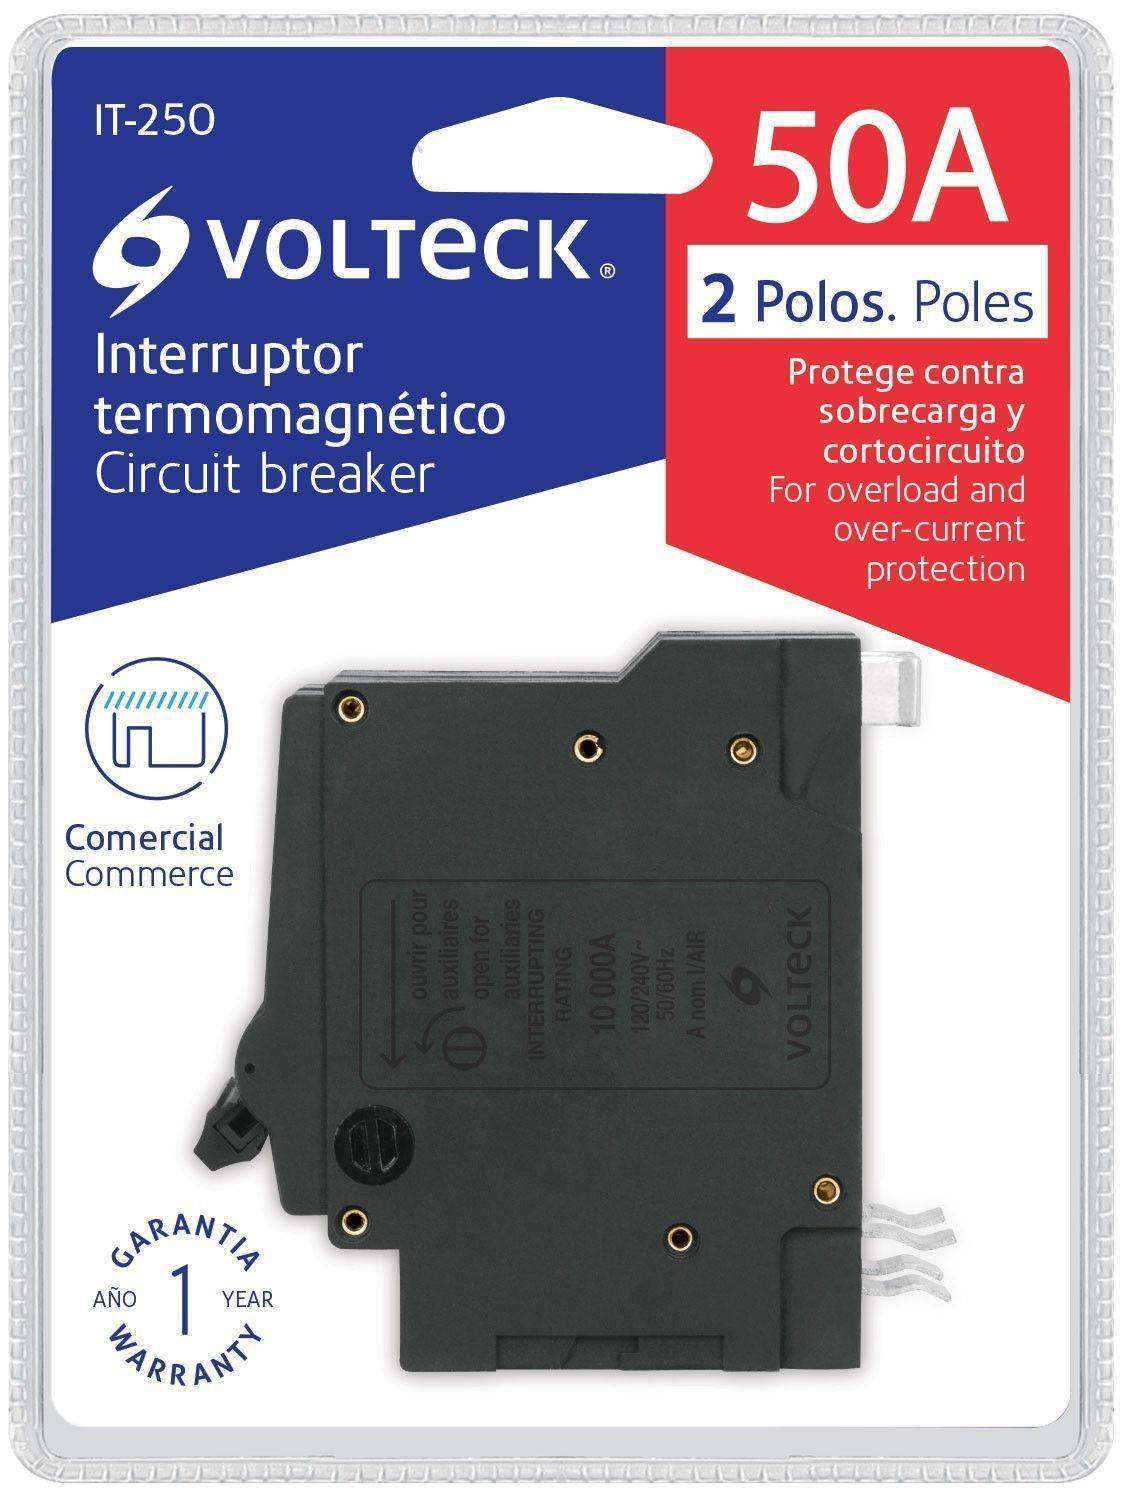 IT-250
VOLTECK®
Interruptor
termomagnético
Circuit breaker
50A
2 Polos. Poles
Protege contra
sobrecarga y
cortocircuito
For overload and
over-current
protection
Comercial
Commerce
ouvrir pour
auxiliaires
open for
auxiliaries
INTERRUPTING
RATING
10 000A
120/240V~
50/60Hz
A nom I/AIR
VOLTECK
GARANTIA
AÑO 1 YEAR
WARRANTY